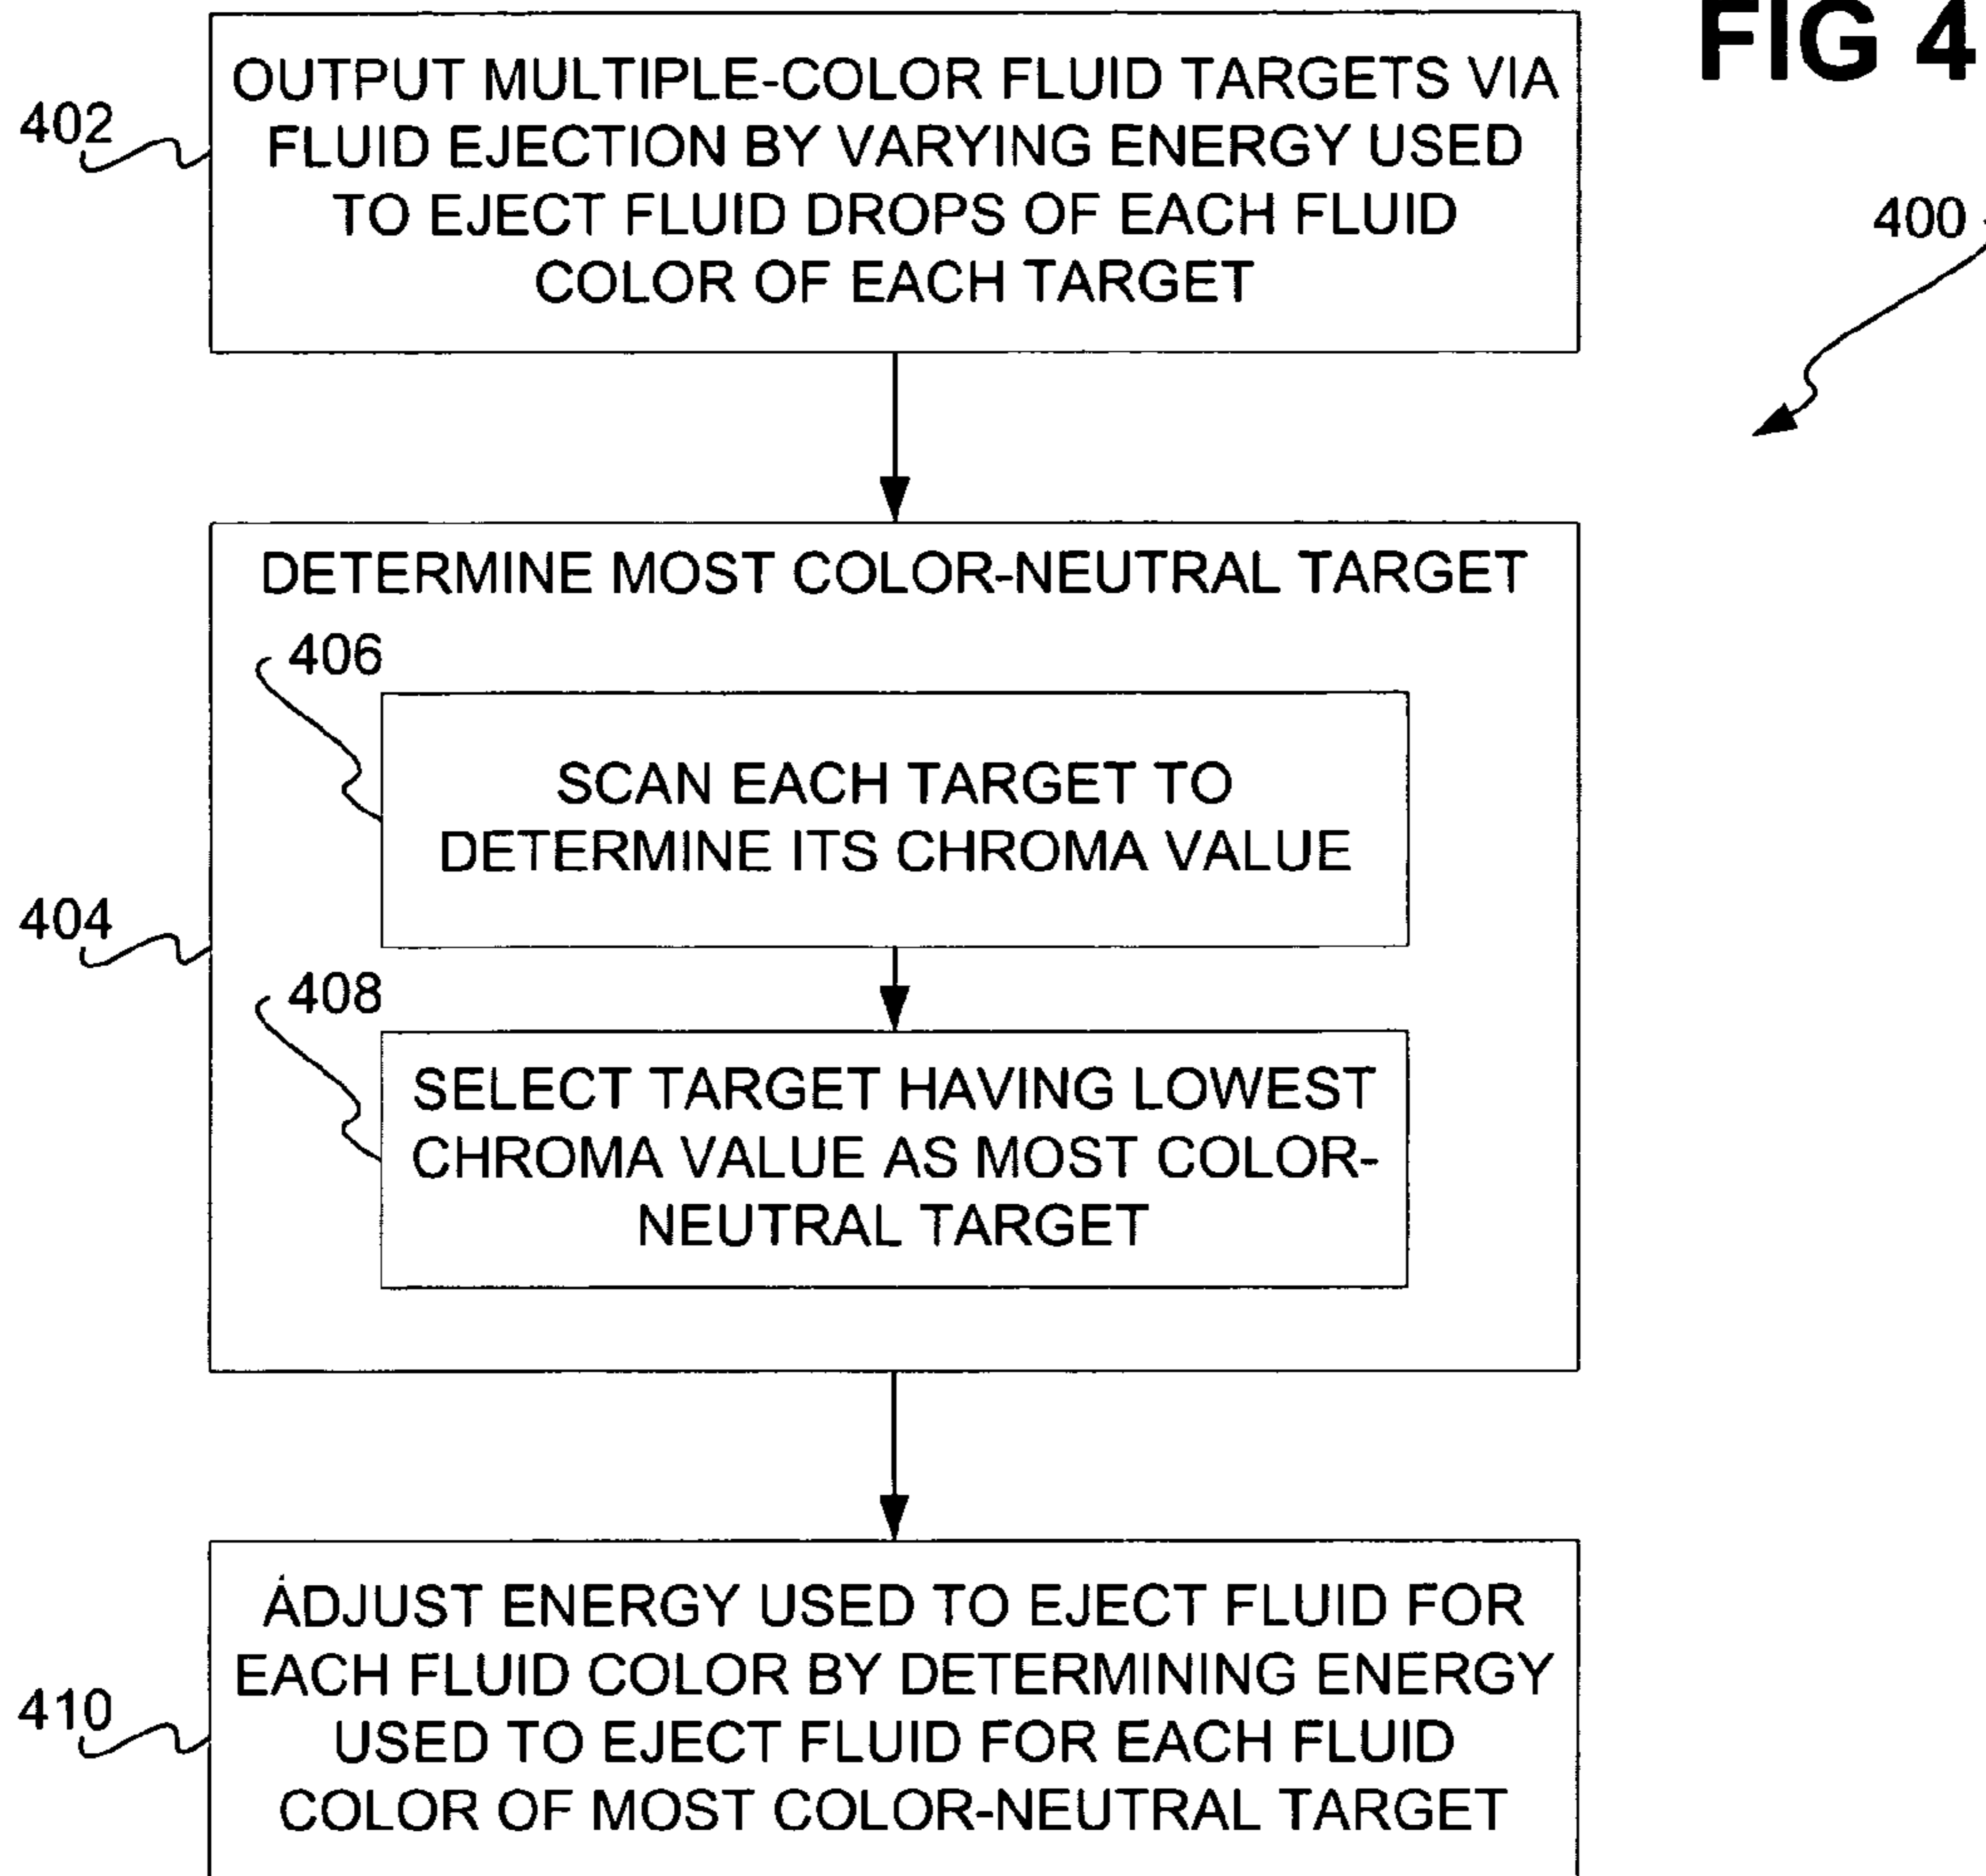 FIG 4
400
402
OUTPUT MULTIPLE-COLOR FLUID TARGETS VIA
FLUID EJECTION BY VARYING ENERGY USED
TO EJECT FLUID DROPS OF EACH FLUID
COLOR OF EACH TARGET
404
DETERMINE MOST COLOR-NEUTRAL TARGET
406
SCAN EACH TARGET TO
DETERMINE ITS CHROMA VALUE
408
SELECT TARGET HAVING LOWEST
CHROMA VALUE AS MOST COLOR-
NEUTRAL TARGET
410
ADJUST ENERGY USED TO EJECT FLUID FOR
EACH FLUID COLOR BY DETERMINING ENERGY
USED TO EJECT FLUID FOR EACH FLUID
COLOR OF MOST COLOR-NEUTRAL TARGET